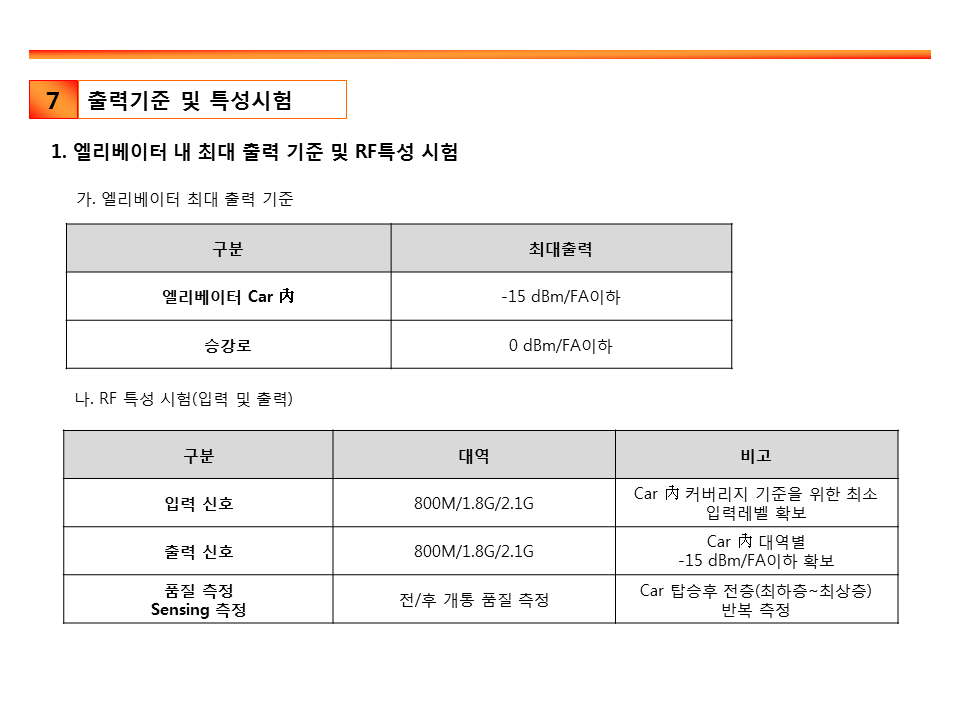 7 출력기준 및 특성시험
1. 엘리베이터 내 최대 출력 기준 및 RF특성 시험
가. 엘리베이터 최대 출력 기준
구분 최대출력
엘리베이터 Car 內 -15 dBm/FA이하
승강로 0 dBm/FA이하
나. RF 특성 시험(입력 및 출력)
구분 대역 비고
입력 신호 800M/1.8G/2.1G Car 內 커버리지 기준을 위한 최소
입력레벨 확보
출력 신호 800M/1.8G/2.1G Car 內 대역별
-15 dBm/FA이하 확보
품질 측정
Sensing 측정 전/후 개통 품질 측정 Car 탑승후 전층(최하층~최상층)
반복 측정